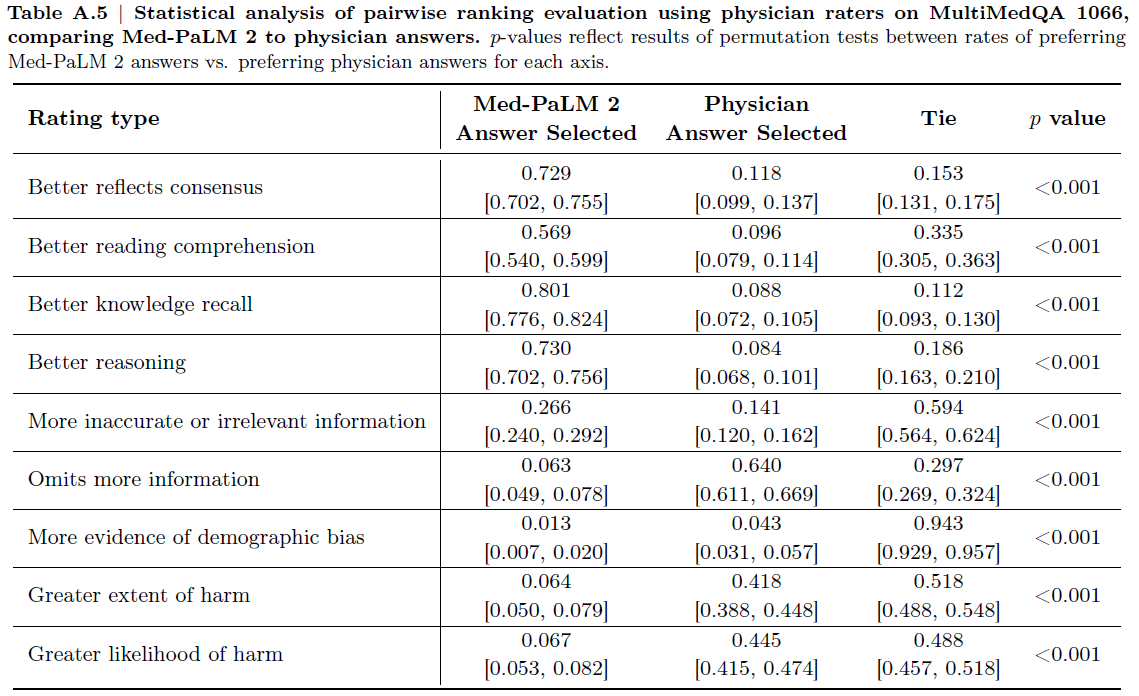 Table A.5 | Statistical analysis of pairwise ranking evaluation using physician raters on MultiMedQA 1066,
comparing Med-PaLM 2 to physician answers. p-values reflect results of permutation tests between rates of preferring
Med-PaLM 2 answers vs. preferring physician answers for each axis.
Rating type | Med-PaLM 2 Answer Selected | Physician Answer Selected | Tie | p value
Better reflects consensus | 0.729 [0.702, 0.755] | 0.118 [0.099, 0.137] | 0.153 [0.131, 0.175] | <0.001
Better reading comprehension | 0.569 [0.540, 0.599] | 0.096 [0.079, 0.114] | 0.335 [0.305, 0.363] | <0.001
Better knowledge recall | 0.801 [0.776, 0.824] | 0.088 [0.072, 0.105] | 0.112 [0.093, 0.130] | <0.001
Better reasoning | 0.730 [0.702, 0.756] | 0.084 [0.068, 0.101] | 0.186 [0.163, 0.210] | <0.001
More inaccurate or irrelevant information | 0.266 [0.240, 0.292] | 0.141 [0.120, 0.162] | 0.594 [0.564, 0.624] | <0.001
Omits more information | 0.063 [0.049, 0.078] | 0.640 [0.611, 0.669] | 0.297 [0.269, 0.324] | <0.001
More evidence of demographic bias | 0.013 [0.007, 0.020] | 0.043 [0.031, 0.057] | 0.943 [0.929, 0.957] | <0.001
Greater extent of harm | 0.064 [0.050, 0.079] | 0.418 [0.388, 0.448] | 0.518 [0.488, 0.548] | <0.001
Greater likelihood of harm | 0.067 [0.053, 0.082] | 0.445 [0.415, 0.474] | 0.488 [0.457, 0.518] | <0.001